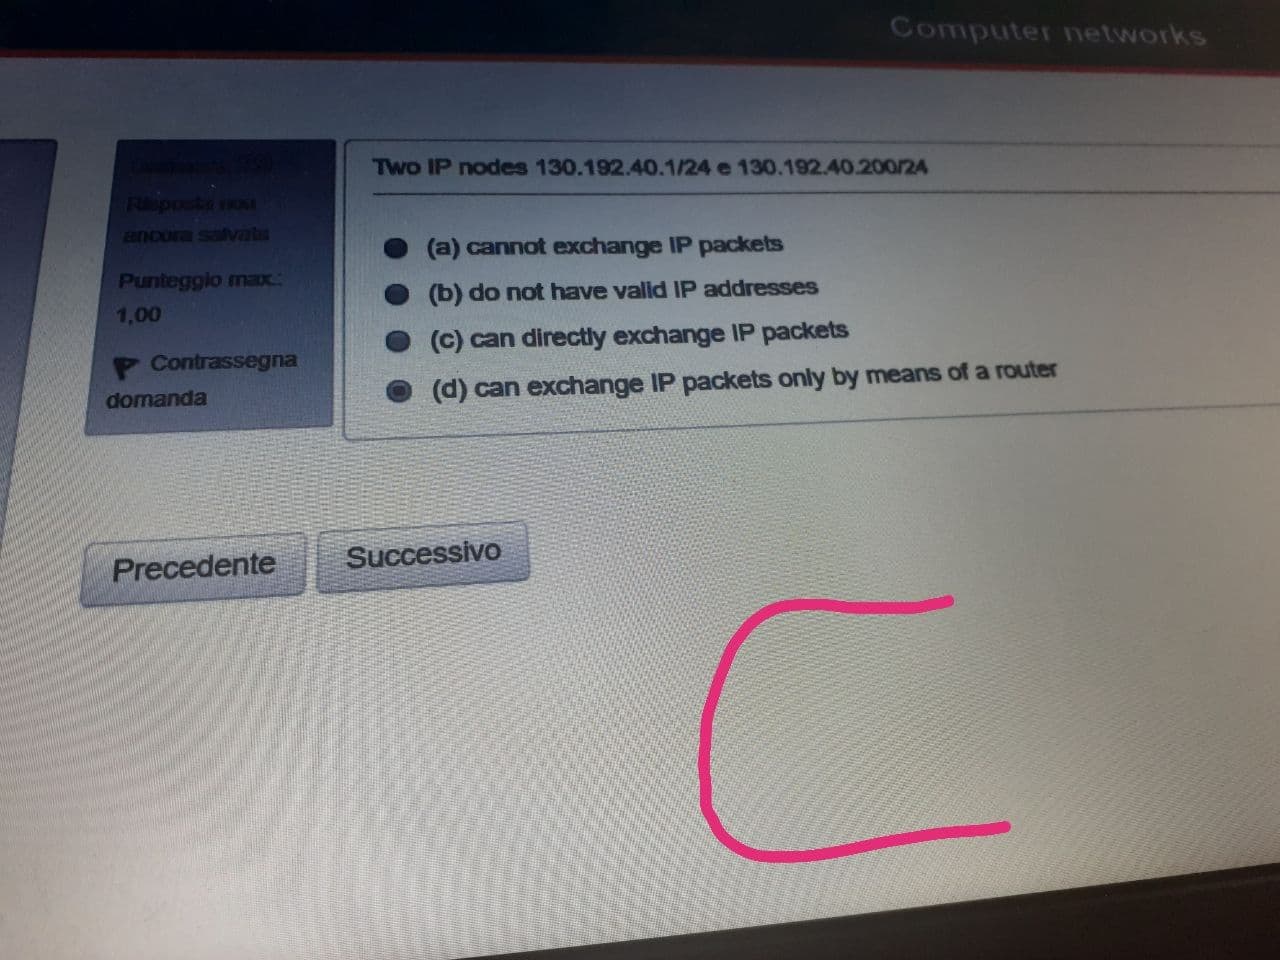 Computer networks
Risposta non
ancora salvata
Punteggio max.:
1,00
Contrassegna
domanda
Two IP nodes 130.192.40.1/24 e 130.192.40.200/24
(a) cannot exchange IP packets
(b) do not have valid IP addresses
(c) can directly exchange IP packets
(d) can exchange IP packets only by means of a router
Precedente
Successivo
C